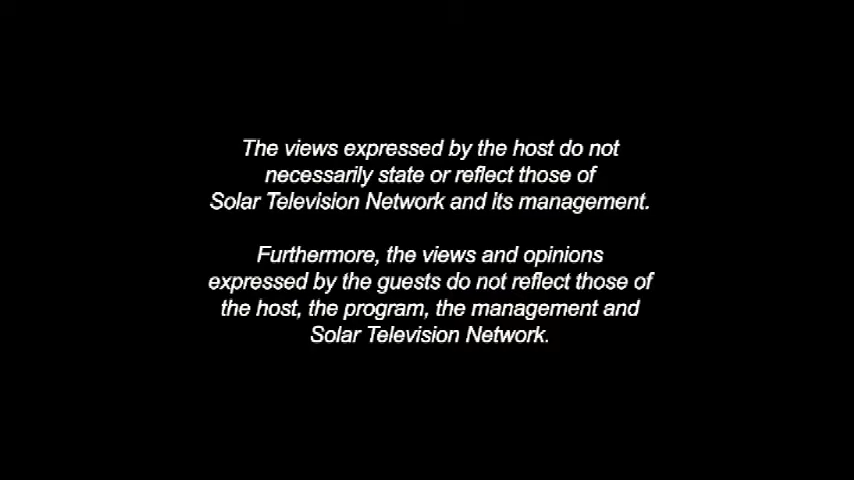 The views expressed by the host do not
necessarily state or reflect those of
Solar Television Network and its management.
Furthermore, the views and opinions
expressed by the guests do not reflect those of
the host, the program, the management and
Solar Television Network.